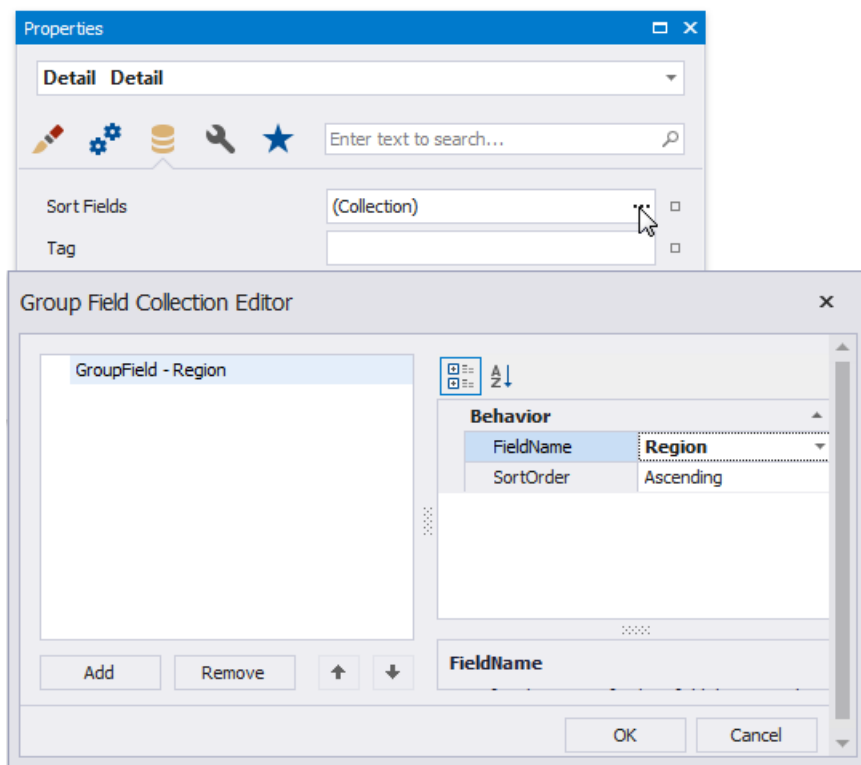 Properties
Detail Detail
Enter text to search...
Sort Fields
(Collection)
...
Tag
Group Field Collection Editor
GroupField - Region
Behavior
FieldName Region
SortOrder Ascending
Add
Remove
FieldName
OK
Cancel